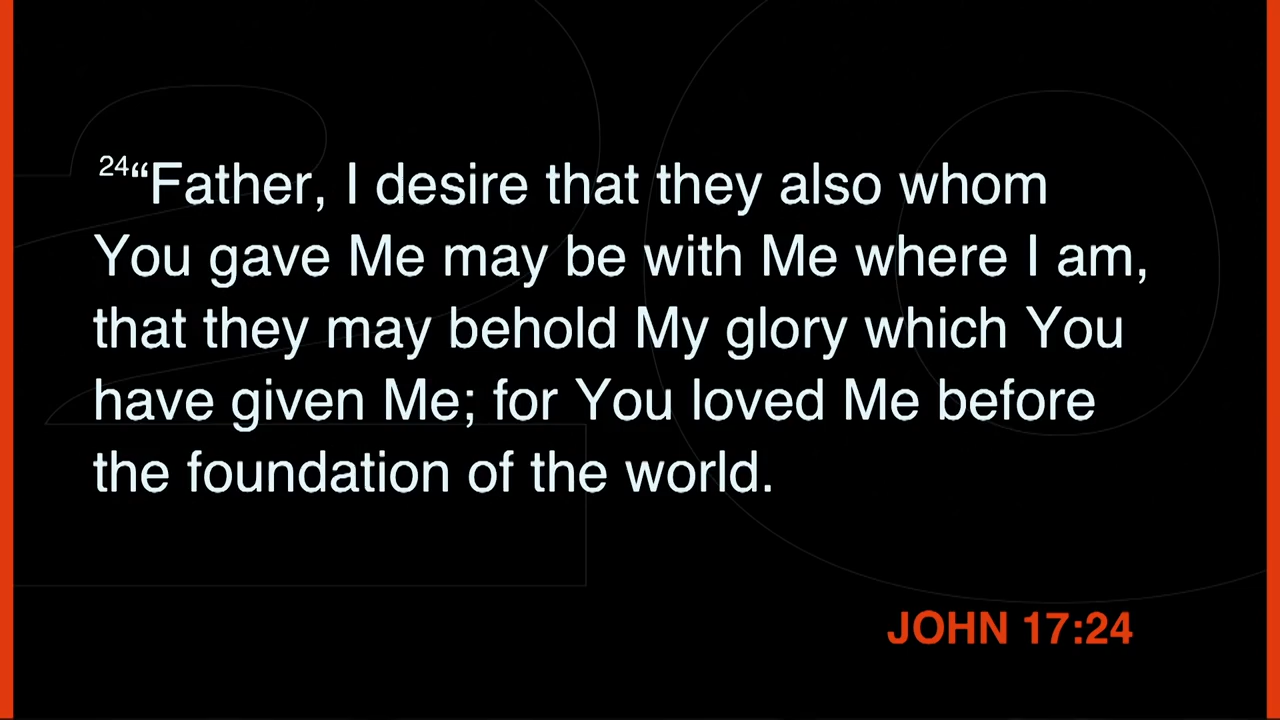 24“Father, I desire that they also whom
You gave Me may be with Me where I am,
that they may behold My glory which You
have given Me; for You loved Me before
the foundation of the world.
JOHN 17:24